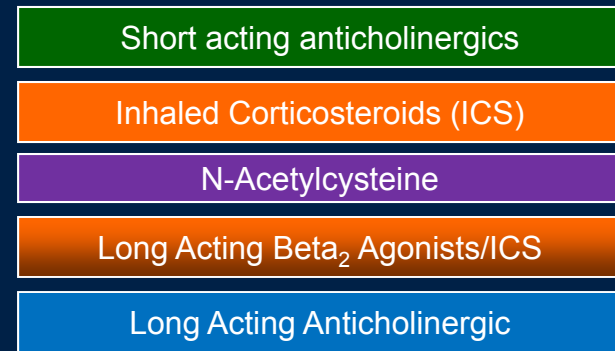 Short acting anticholinergics
Inhaled Corticosteroids (ICS)
N-Acetylcysteine
Long Acting Beta₂ Agonists/ICS
Long Acting Anticholinergic